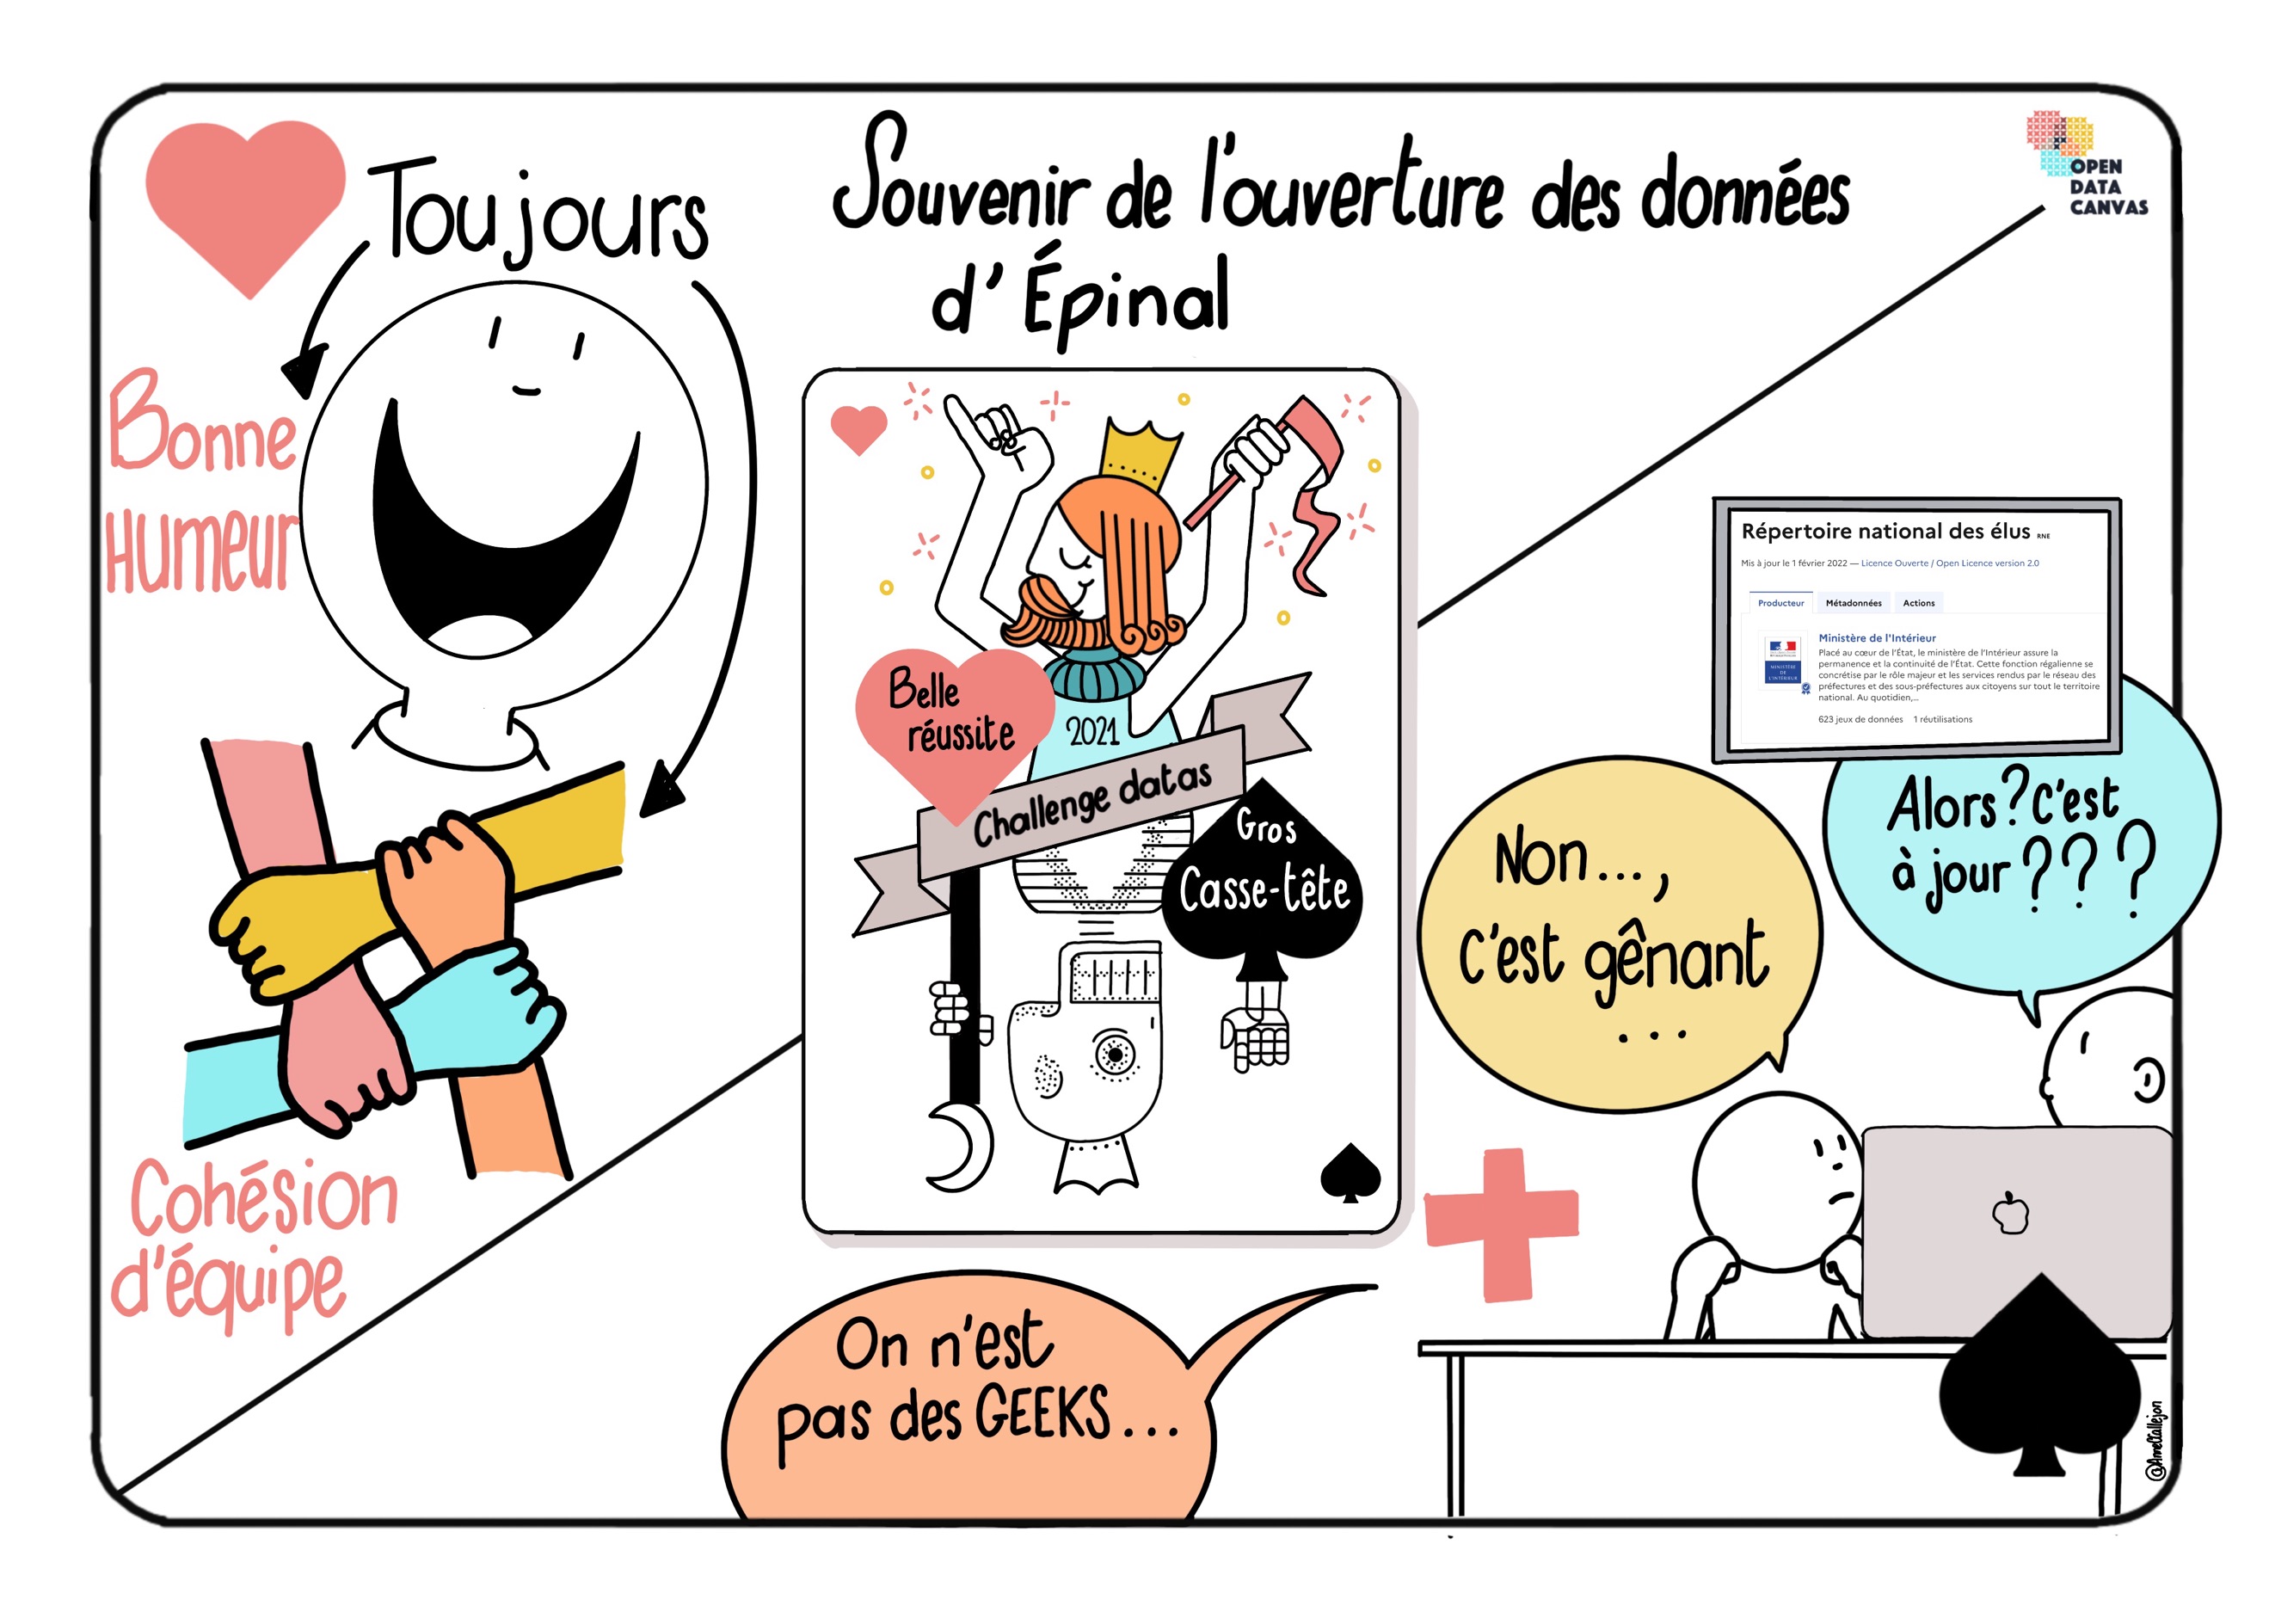 Souvenir de l'ouverture des données
d'Épinal
OPEN
DATA
CANVAS
Toujours
Bonne
Humeur
Cohésion
d'équipe
Belle
réussite
2021
Challenge datas
Gros
Casse-tête
On n'est
pas des GEEKS...
Répertoire national des élus RNE
Mis à jour le 1 février 2022 — Licence Ouverte / Open Licence version 2.0
Producteur Métadonnées Actions
Ministère de l'Intérieur
Placé au cœur de l'État, le ministère de l'Intérieur assure la
permanence et la continuité de l'État. Cette fonction régalienne se
concrétise par le rôle majeur et les services rendus par le réseau des
préfectures et des sous-préfectures aux citoyens sur tout le territoire
national. Au quotidien,...
623 jeux de données 1 réutilisations
MINISTÈRE
DE
L'INTÉRIEUR
Alors? c'est
à jour ???
Non...,
c'est gênant
...